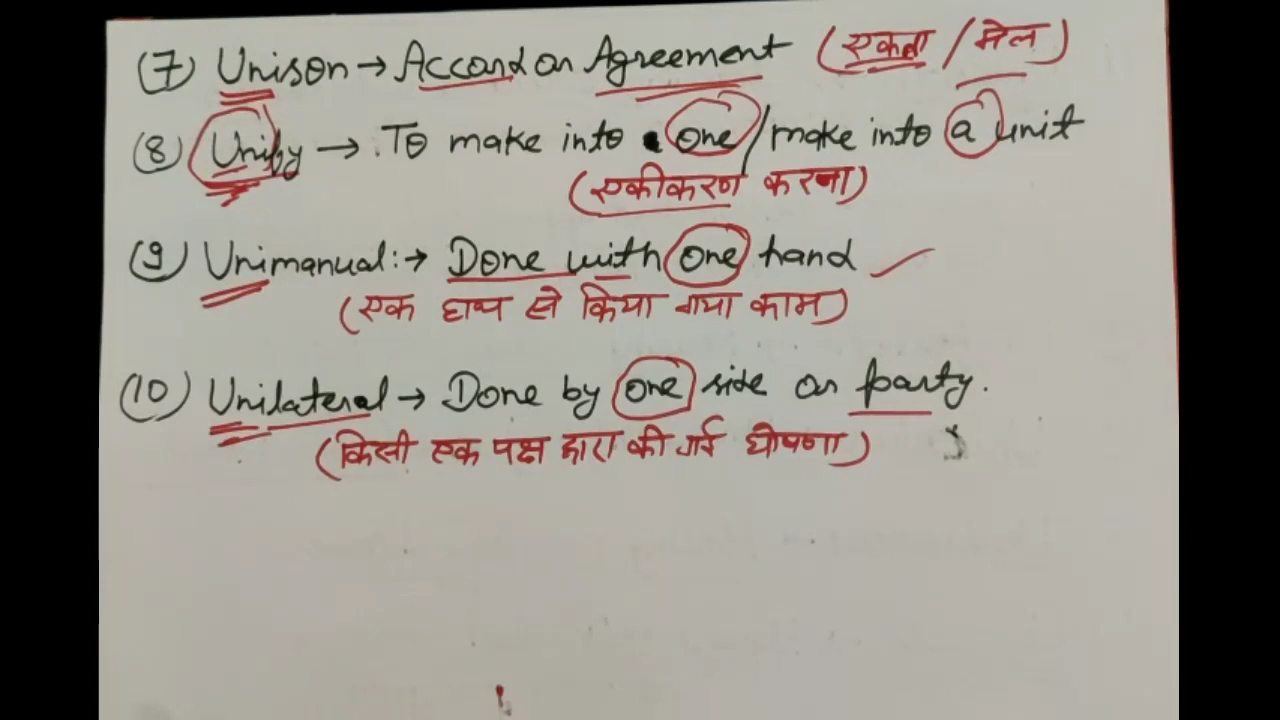 (7) Unison → Accord or Agreement (एकता / मेल)
(8) Unify → To make into one / make into a unit
(एकीकरण करना)
(9) Unimanual :→ Done with one hand
(एक हाथ से किया गया काम)
(10) Unilateral → Done by one side or party.
(किसी एक पक्ष द्वारा की गई घोषणा)